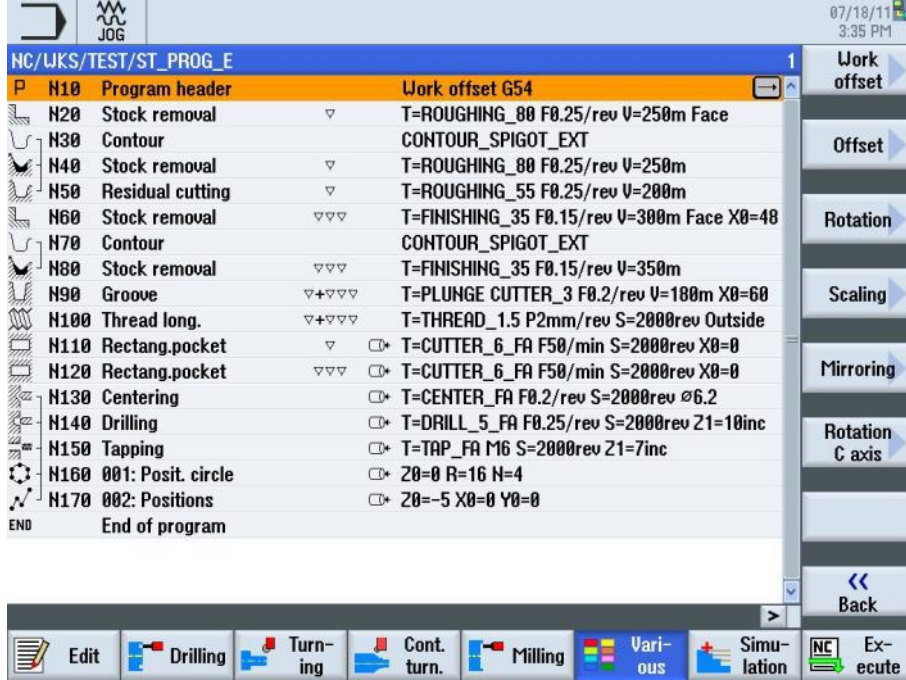 JOG
07/18/11
3:35 PM
NC/WKS/TEST/ST_PROG_E 1
P N10 Program header Work offset G54
N20 Stock removal ▽ T=ROUGHING_80 F0.25/rev V=250m Face
N30 Contour CONTOUR_SPIGOT_EXT
N40 Stock removal ▽ T=ROUGHING_80 F0.25/rev V=250m
N50 Residual cutting ▽ T=ROUGHING_55 F0.25/rev V=200m
N60 Stock removal ▽▽▽ T=FINISHING_35 F0.15/rev V=300m Face X0=48
N70 Contour CONTOUR_SPIGOT_EXT
N80 Stock removal ▽▽▽ T=FINISHING_35 F0.15/rev V=350m
N90 Groove ▽+▽▽▽ T=PLUNGE CUTTER_3 F0.2/rev V=180m X0=60
N100 Thread long. ▽+▽▽▽ T=THREAD_1.5 P2mm/rev S=2000rev Outside
N110 Rectang.pocket ▽ T=CUTTER_6_FA F50/min S=2000rev X0=0
N120 Rectang.pocket ▽▽▽ T=CUTTER_6_FA F50/min S=2000rev X0=0
N130 Centering T=CENTER_FA F0.2/rev S=2000rev ø6.2
N140 Drilling T=DRILL_5_FA F0.25/rev S=2000rev Z1=10inc
N150 Tapping T=TAP_FA M6 S=2000rev Z1=7inc
N160 001: Posit. circle Z0=0 R=16 N=4
N170 002: Positions Z0=-5 X0=0 Y0=0
END End of program
Work
offset
Offset
Rotation
Scaling
Mirroring
Rotation
C axis
<<
Back
>
Edit
Drilling
Turn-
ing
Cont.
turn.
Milling
Vari-
ous
Simu-
lation
NC
Ex-
ecute